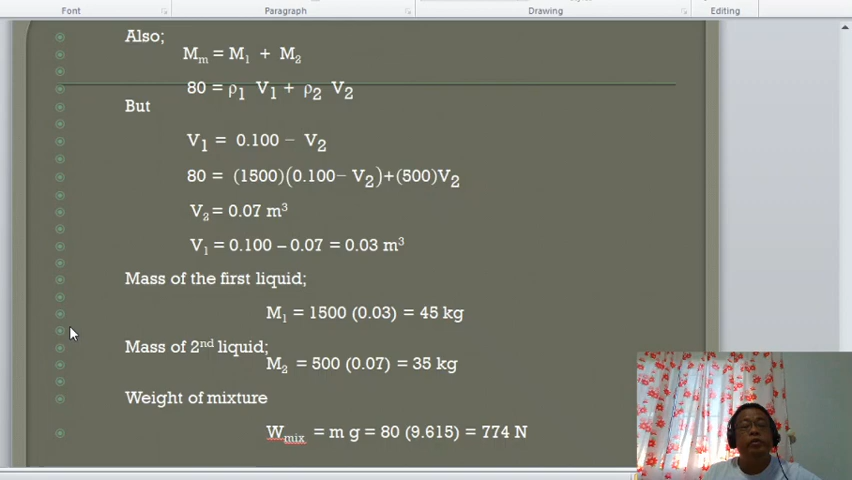 Font Paragraph Drawing Editing
Also;
Mm = M1 + M2
80 = ρ1 V1 + ρ2 V2
But
V1 = 0.100 − V2
80 = (1500)(0.100− V2)+(500)V2
V2 = 0.07 m³
V1 = 0.100 – 0.07 = 0.03 m³
Mass of the first liquid;
M1 = 1500 (0.03) = 45 kg
Mass of 2nd liquid;
M2 = 500 (0.07) = 35 kg
Weight of mixture
Wmix = m g = 80 (9.615) = 774 N